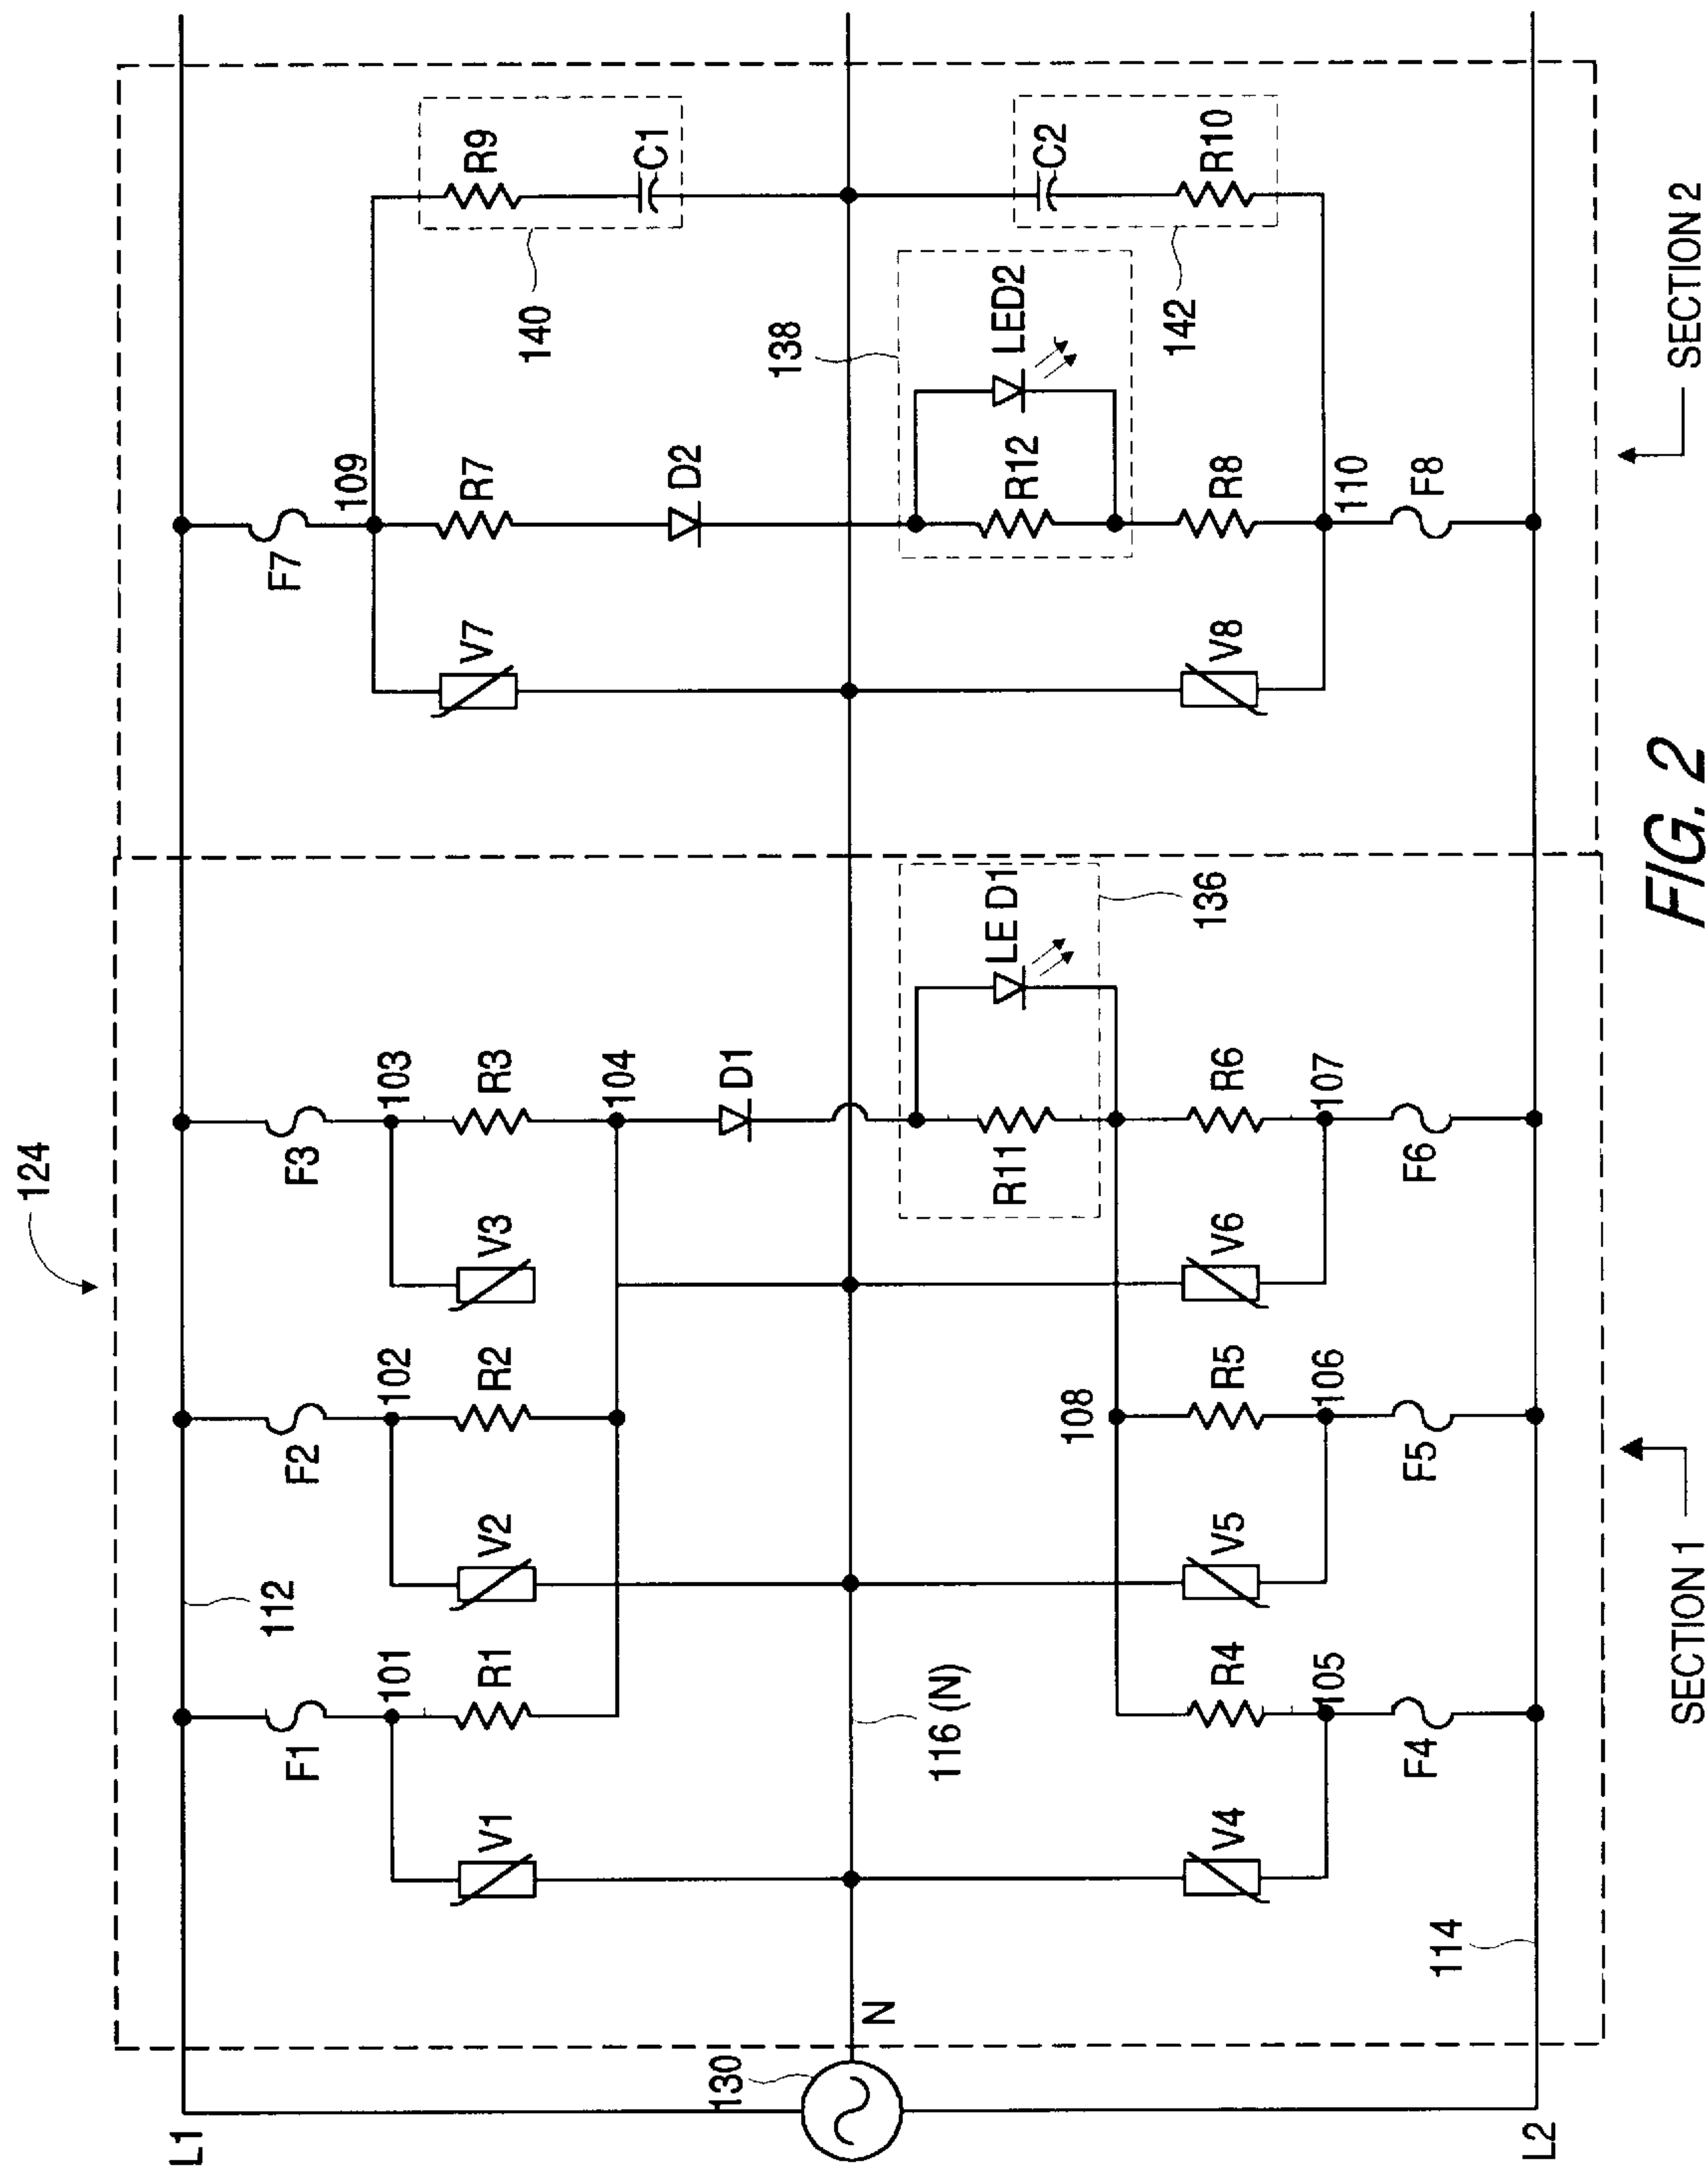 124
L1
L2
N
130
112
116 (N)
114
F1
F2
F3
F7
101
102
103
109
V1
R1
V2
R2
V3
R3
V7
R7
R9
140
104
D1
D2
C1
138
136
LE D1
R11
LED2
R12
C2
142
108
V4
R4
V5
R5
V6
R6
V8
R8
R10
105
106
107
110
F4
F5
F6
F8
SECTION 1
SECTION 2
FIG. 2